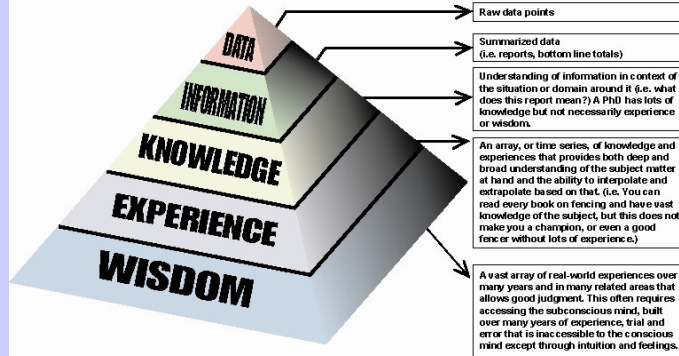 DATA
INFORMATION
KNOWLEDGE
EXPERIENCE
WISDOM
Raw data points
Summarized data
(i.e. reports, bottom line totals)
Understanding of information in context of
the situation or domain around it (i.e. what
does this report mean?) A PhD has lots of
knowledge but not necessarily experience
or wisdom.
An array, or time series, of knowledge and
experiences that provides both deep and
broad understanding of the subject matter
at hand and the ability to interpolate and
extrapolate based on that. (i.e. You can
read every book on fencing and have vast
knowledge of the subject, but this does not
make you a champion, or even a good
fencer without lots of experience.)
A vast array of real-world experiences over
many years and in many related areas that
allows good judgment. This often requires
accessing the subconscious mind, built
over many years of experience, trial and
error that is inaccessible to the conscious
mind except through intuition and feelings.